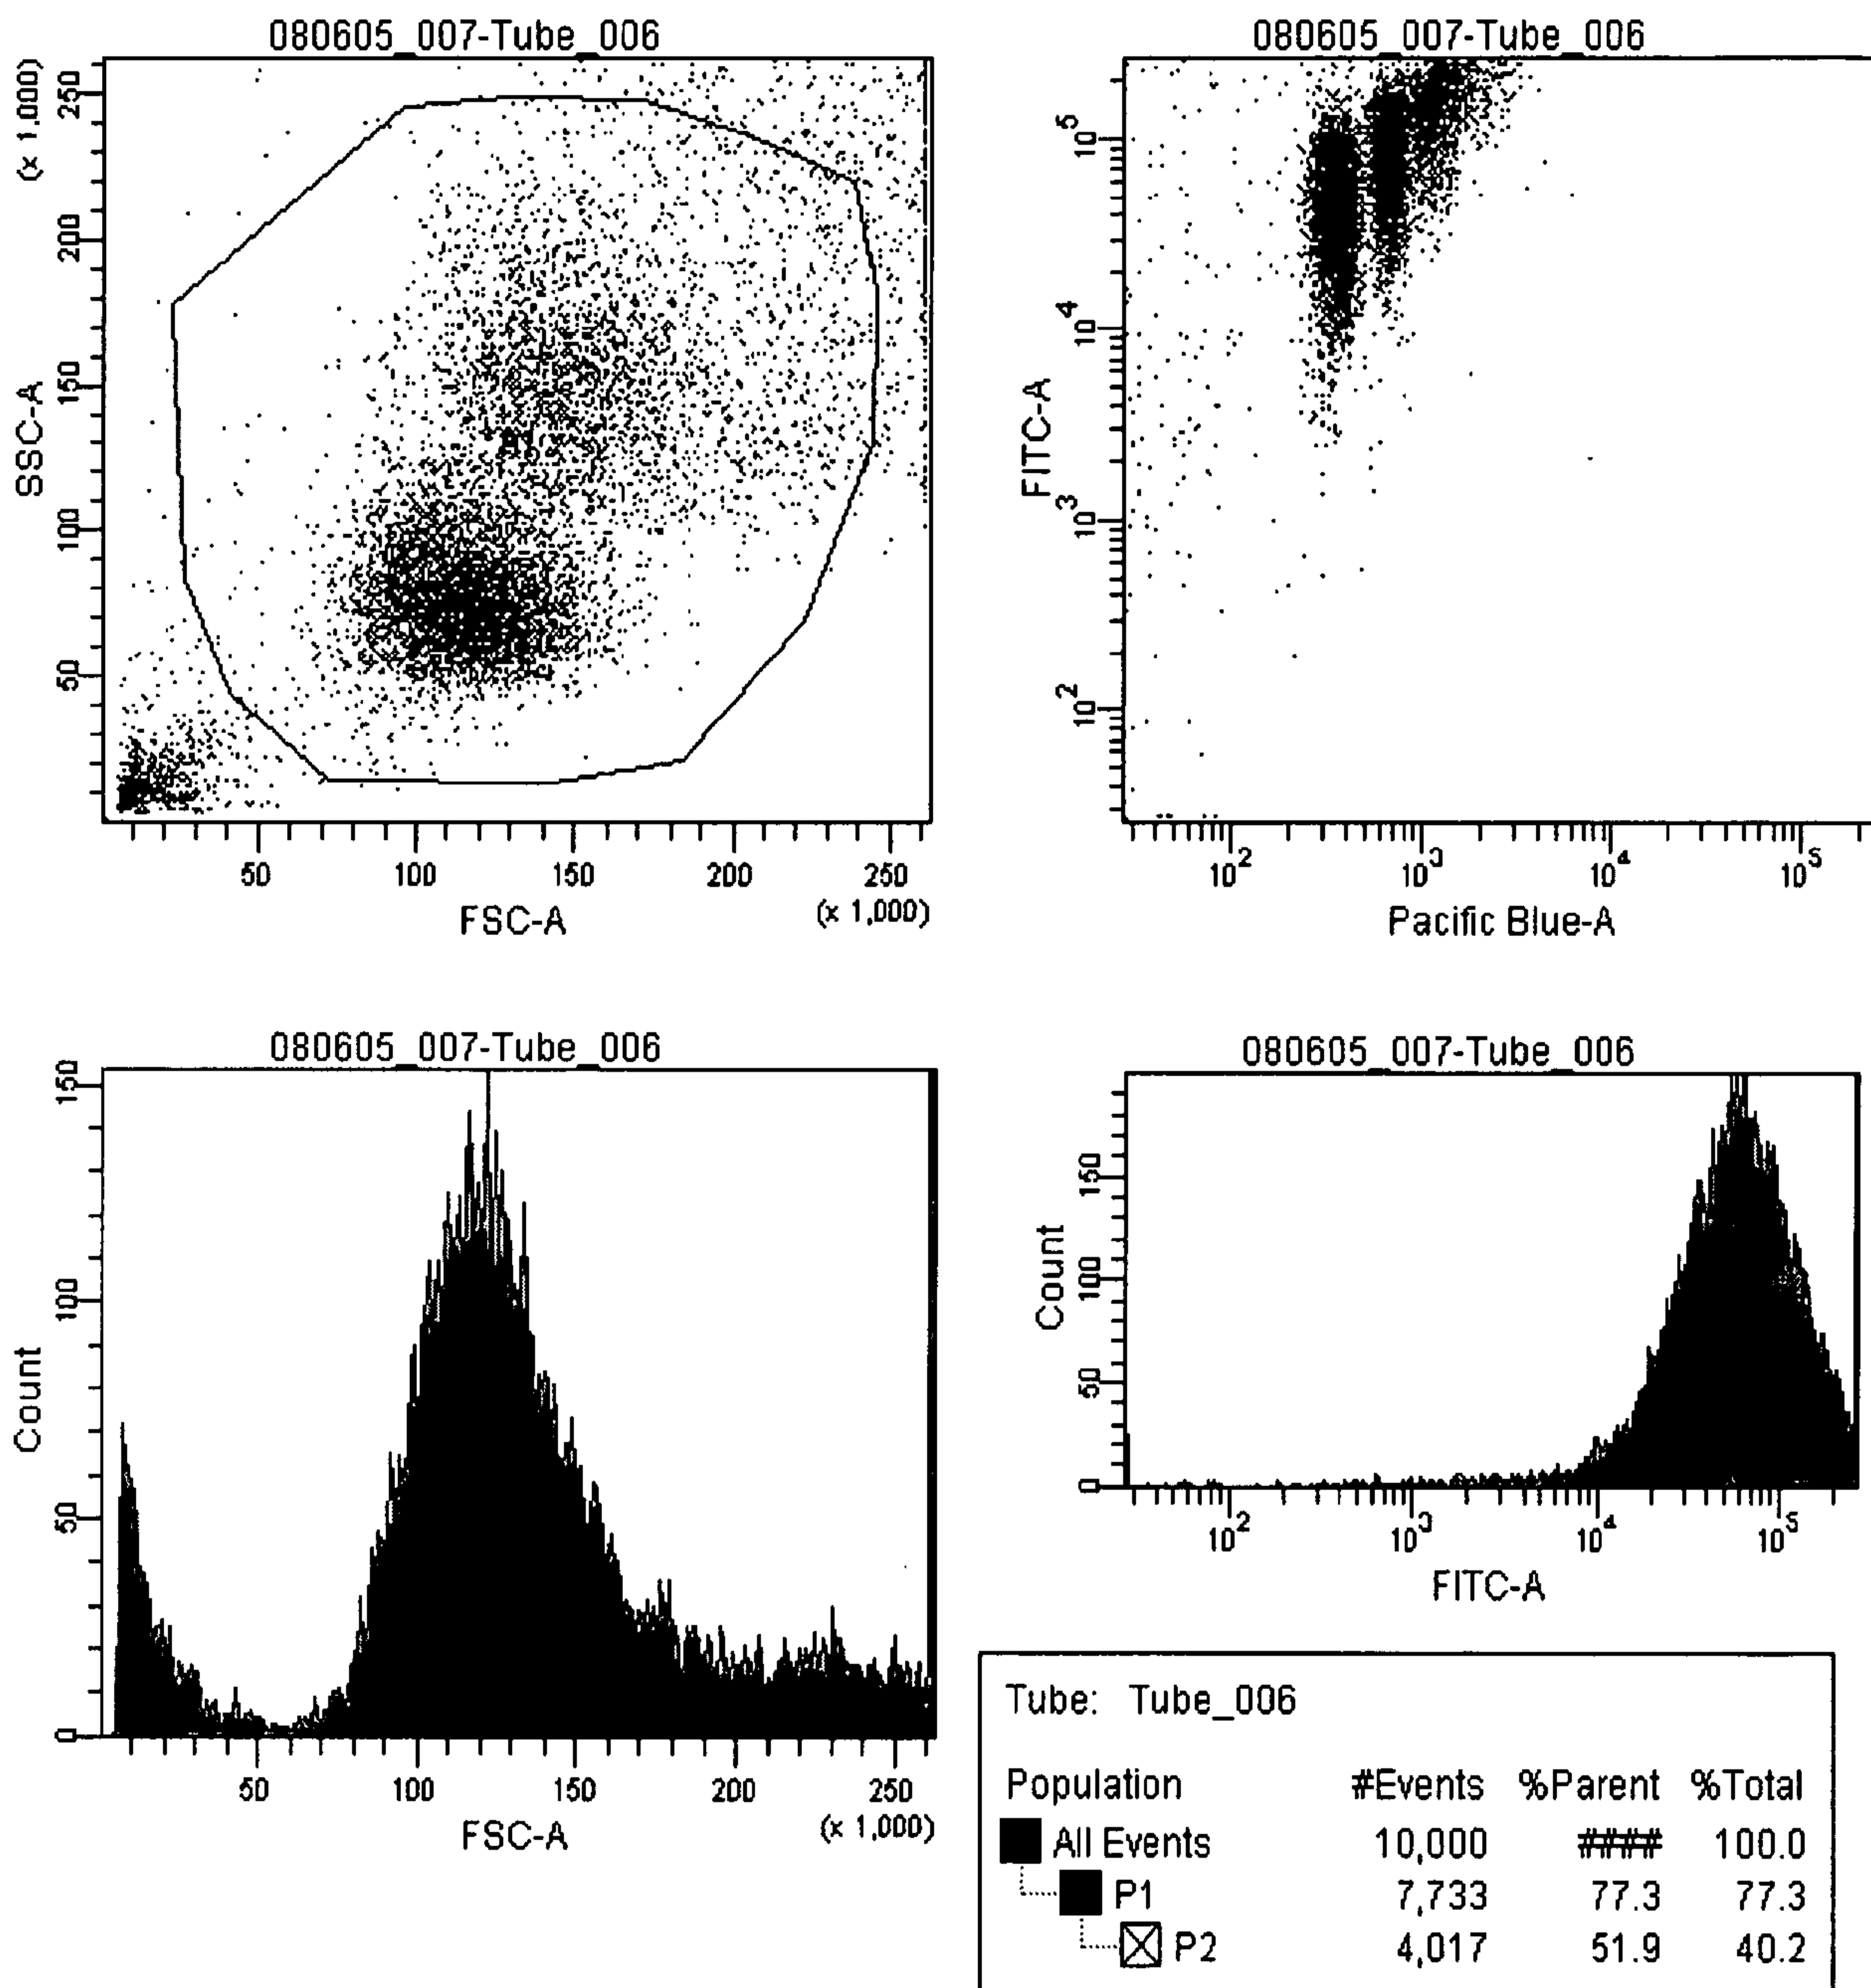 080605_007-Tube_006
(x 1,000)
250
200
150
100
50
SSC-A
P1
50 100 150 200 250
FSC-A (x 1,000)
080605_007-Tube_006
10^5
10^4
10^3
10^2
FITC-A
10^2 10^3 10^4 10^5
Pacific Blue-A
080605_007-Tube_006
150
100
50
0
Count
50 100 150 200 250
FSC-A (x 1,000)
080605_007-Tube_006
150
100
50
0
Count
10^2 10^3 10^4 10^5
FITC-A
Tube: Tube_006
Population #Events %Parent %Total
All Events 10,000 #### 100.0
P1 7,733 77.3 77.3
P2 4,017 51.9 40.2